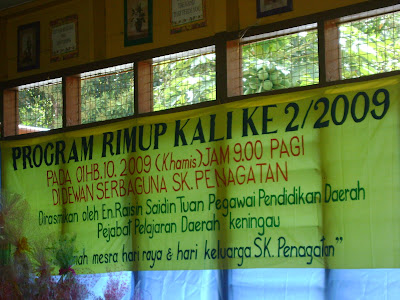 PROGRAM RIMUP KALI KE 2/2009
PADA 01HB.10.2009 (Khamis) JAM 9.00 PAGI
DI DEWAN SERBAGUNA SK. PENAGATAN
Dirasmikan oleh En. Raisin Saidin Tuan Pegawai Pendidikan Daerah
Pejabat Pelajaran Daerah keningau
mah mesra hari raya & hari keluarga S.K. Penagatan"